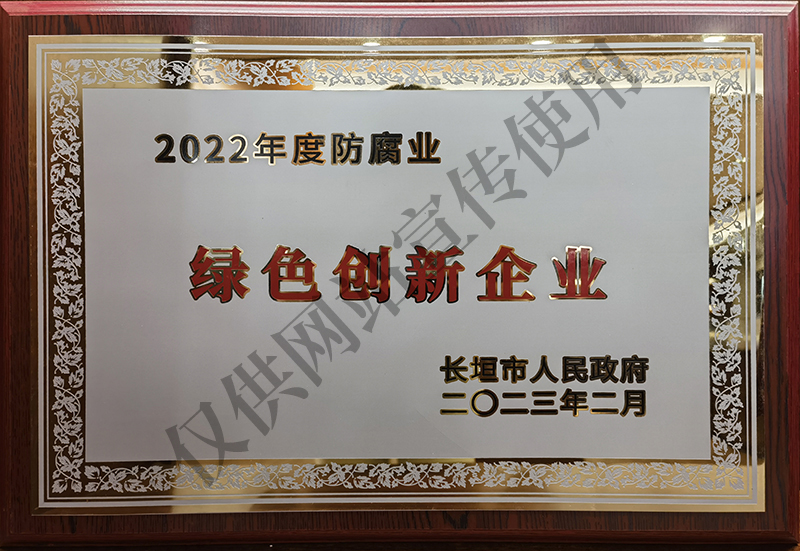 2022年度防腐业
绿色创新企业
长垣市人民政府
二〇二三年二月
仅供网站宣传使用